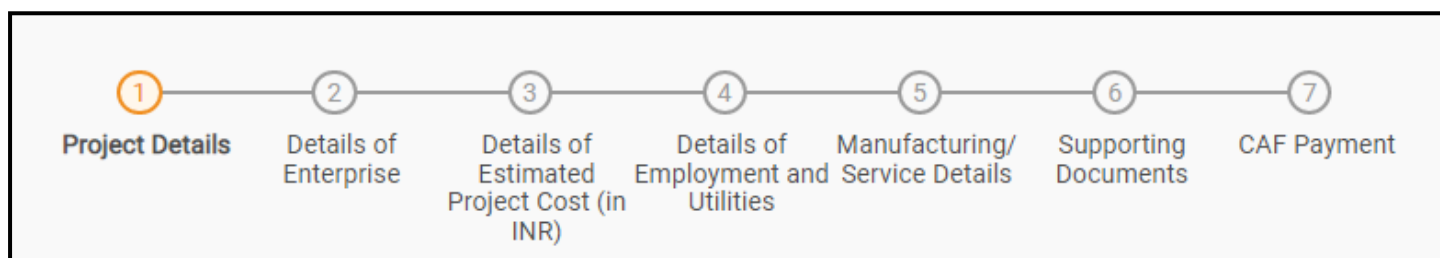 1 2 3 4 5 6 7
Project Details
Details of
Enterprise
Details of
Estimated
Project Cost (in
INR)
Details of
Employment and
Utilities
Manufacturing/
Service Details
Supporting
Documents
CAF Payment